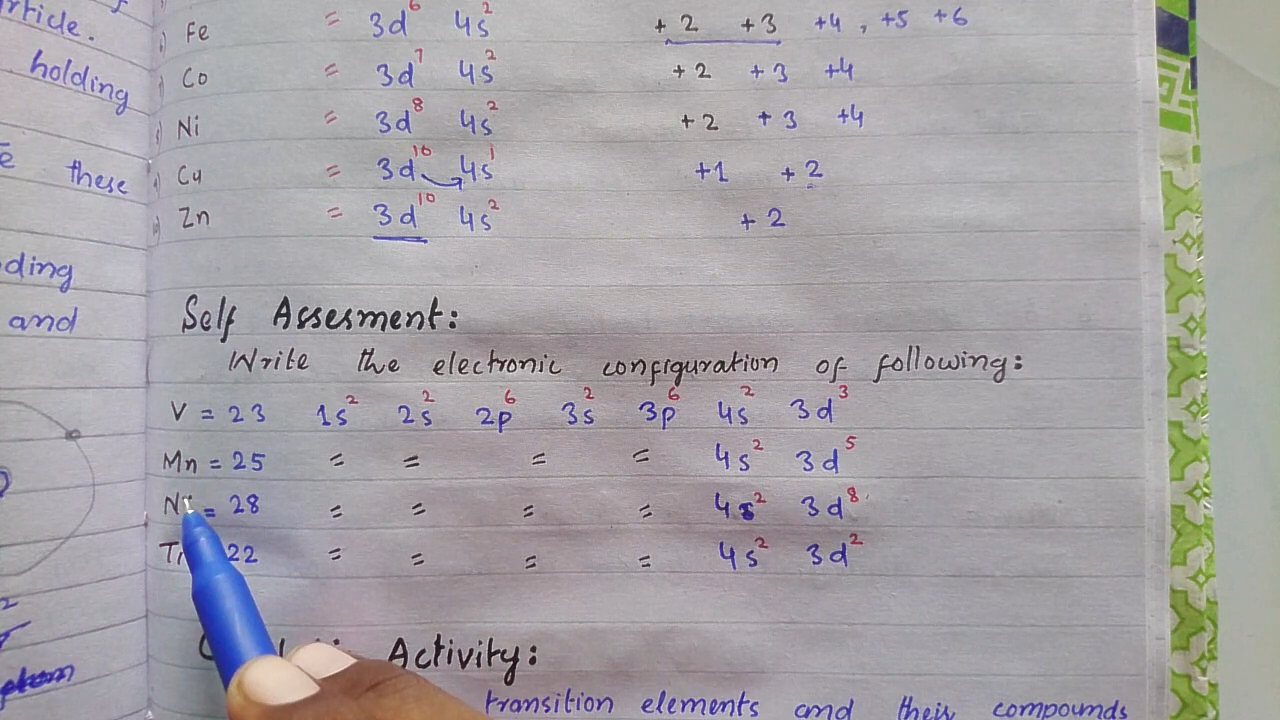 rticle.
holding
these
ding
and
Fe = 3d⁶ 4s² +2 +3 +4, +5 +6
Co = 3d⁷ 4s² +2 +3 +4
Ni = 3d⁸ 4s² +2 +3 +4
Cu = 3d¹⁰ 4s¹ +1 +2
Zn = 3d¹⁰ 4s² +2
Self Assesment:
Write the electronic configuration of following:
V = 23 1s² 2s² 2p⁶ 3s² 3p⁶ 4s² 3d³
Mn = 25 = = = = 4s² 3d⁵
Ni = 28 = = = = 4s² 3d⁸
Ti 22 = = = = 4s² 3d²
Activity:
transition elements and their compounds